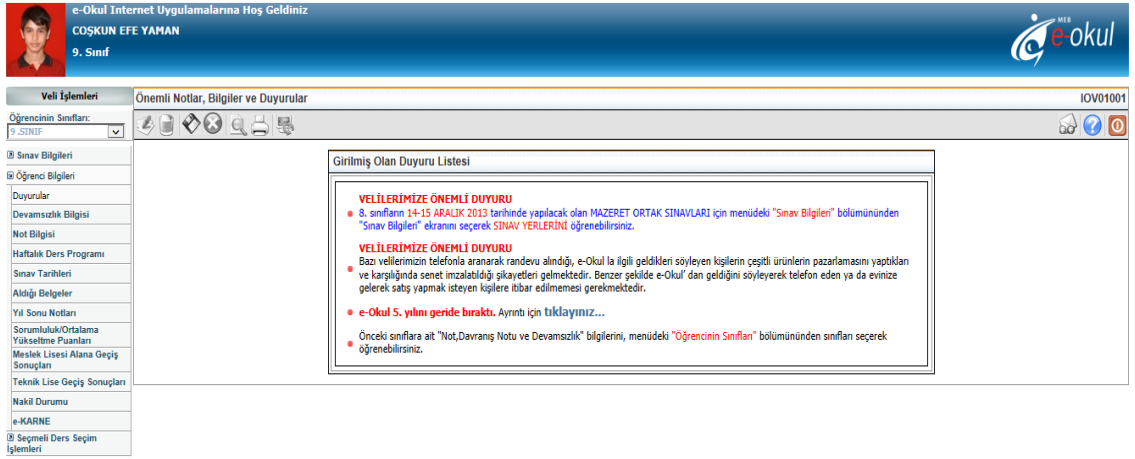 e-Okul Internet Uygulamalarına Hoş Geldiniz
COŞKUN EFE YAMAN
9. Sınıf
MEB
e-okul
Veli İşlemleri
Öğrencinin Sınıfları:
9.SINIF
Sınav Bilgileri
Öğrenci Bilgileri
Duyurular
Devamsızlık Bilgisi
Not Bilgisi
Haftalık Ders Programı
Sınav Tarihleri
Aldığı Belgeler
Yıl Sonu Notları
Sorumluluk/Ortalama
Yükseltme Puanları
Meslek Lisesi Alana Geçiş
Sonuçları
Teknik Lise Geçiş Sonuçları
Nakil Durumu
e-KARNE
Seçmeli Ders Seçim
İşlemleri
Önemli Notlar, Bilgiler ve Duyurular
IOV01001
Girilmiş Olan Duyuru Listesi
VELİLERİMİZE ÖNEMLİ DUYURU
8. sınıfların 14-15 ARALIK 2013 tarihinde yapılacak olan MAZERET ORTAK SINAVLARI için menüdeki "Sınav Bilgileri" bölümününden
"Sınav Bilgileri" ekranını seçerek SINAV YERLERİNİ öğrenebilirsiniz.
VELİLERİMİZE ÖNEMLİ DUYURU
Bazı velilerimizin telefonla aranarak randevu alındığı, e-Okul la ilgili geldikleri söyleyen kişilerin çeşitli ürünlerin pazarlamasını yaptıkları
ve karşılığında senet imzalatıldığı şikayetleri gelmektedir. Benzer şekilde e-Okul' dan geldiğini söyleyerek telefon eden ya da evinize
gelerek satış yapmak isteyen kişilere itibar edilmemesi gerekmektedir.
e-Okul 5. yılını geride bıraktı. Ayrıntı için tıklayınız...
Önceki sınıflara ait "Not,Davranış Notu ve Devamsızlık" bilgilerini, menüdeki "Öğrencinin Sınıfları" bölümününden sınıfları seçerek
öğrenebilirsiniz.